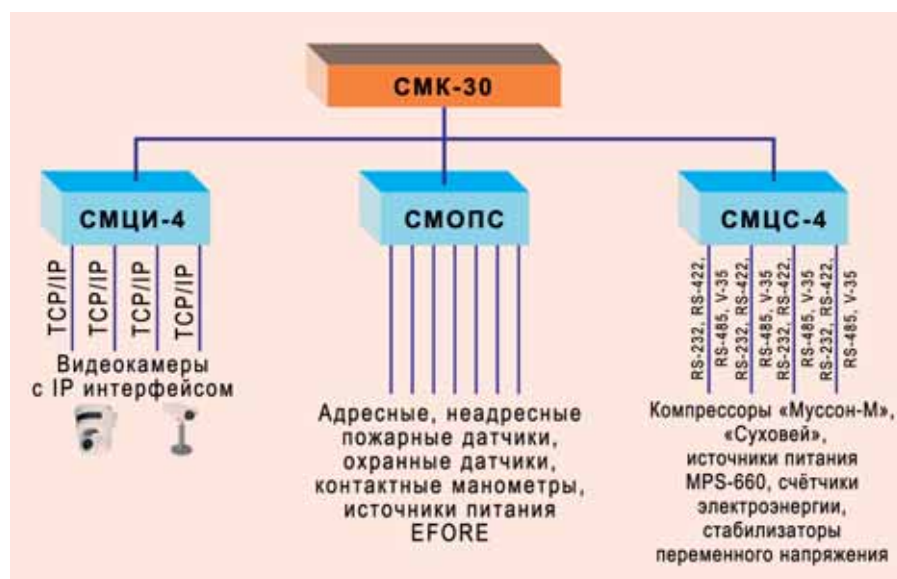 СМК-30
СМЦИ-4
СМОПС
СМЦС-4
TCP/IP
TCP/IP
TCP/IP
TCP/IP
Видеокамеры
с IP интерфейсом
Адресные, неадресные
пожарные датчики,
охранные датчики,
контактные манометры,
источники питания
EFORE
RS-232, RS-422,
RS-485, V-35
RS-232, RS-422,
RS-485, V-35
RS-232, RS-422,
RS-485, V-35
RS-232, RS-422,
RS-485, V-35
Компрессоры «Муссон-М»,
«Суховей»,
источники питания
MPS-660, счётчики
электроэнергии,
стабилизаторы
переменного напряжения